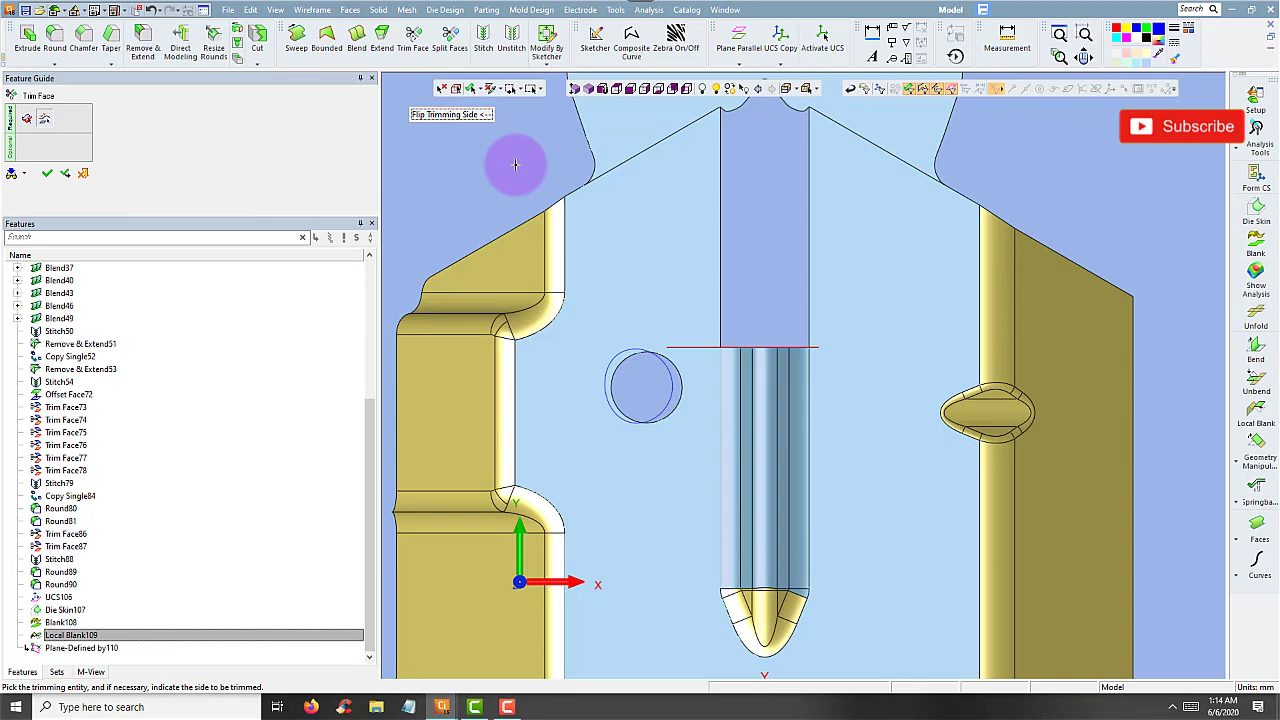 File Edit View Wireframe Faces Solid Mesh Die Design Parting Mold Design Electrode Tools Analysis Catalog Window
Model
Search
Extrude Round Chamfer Taper Remove & Extend Direct Modeling Resize Rounds Cut Sweep Bounded Blend Extend Trim Split Stitch Unstitch Modify By Sketcher Sketcher Composite Curve Zebra On/Off Plane-Parallel UCS Copy Activate UCS Measurement
Feature Guide
Trim Face
Required
Optional
Flip Trimming Side <-->
Subscribe
Setup
Analysis Tools
Form CS
Die Skin
Blank
Show Analysis
Unfold
Bend
Unbend
Local Blank
Geometry Manipul...
Springba...
Faces
Curves
Features
Search
S
Name
Blend37
Blend40
Blend43
Blend46
Blend49
Stitch50
Remove & Extend51
Copy Single52
Remove & Extend53
Stitch54
Offset Face72
Trim Face73
Trim Face74
Trim Face75
Trim Face76
Trim Face77
Trim Face78
Stitch79
Copy Single84
Round80
Round81
Trim Face86
Trim Face87
Stitch88
Round89
Round90
UCS106
Die Skin107
Blank108
Local Blank109
Plane-Defined by110
Y
X
Features Sets M-View
Pick the trimming entity, and if necessary, indicate the side to be trimmed.
Model
Units: mm
Type here to search
1:14 AM
6/6/2020